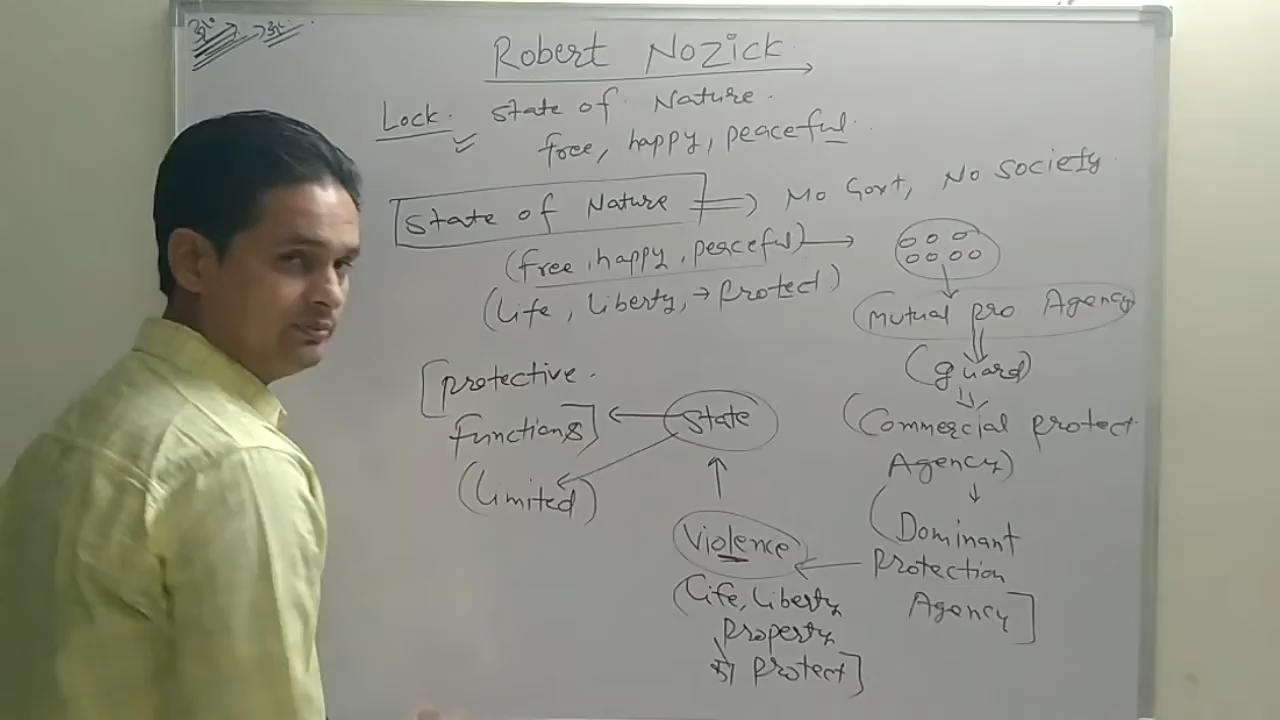 Robert Nozick
Lock. State of Nature.
free, happy, peaceful.
State of Nature ⇒ No Govt, No society
(free, happy, peaceful) →
(Life, liberty, → Protect)
Mutual pro Agency
(guard)
(Commercial protect
Agency)
(Dominant
Protection
Agency]
Violence
(Life, Liberty
Property
का Protect]
State
[protective.
functions]
(limited)